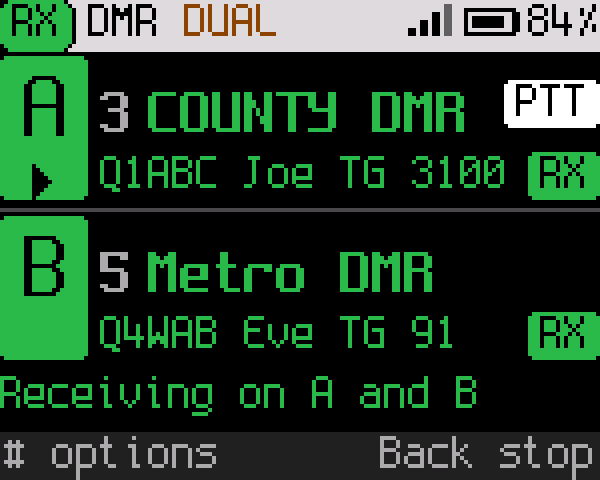 RX DMR DUAL 84%
A 3 COUNTY DMR PTT
Q1ABC Joe TG 3100 RX
B 5 Metro DMR
Q4WAB Eve TG 91 RX
Receiving on A and B
# options Back stop